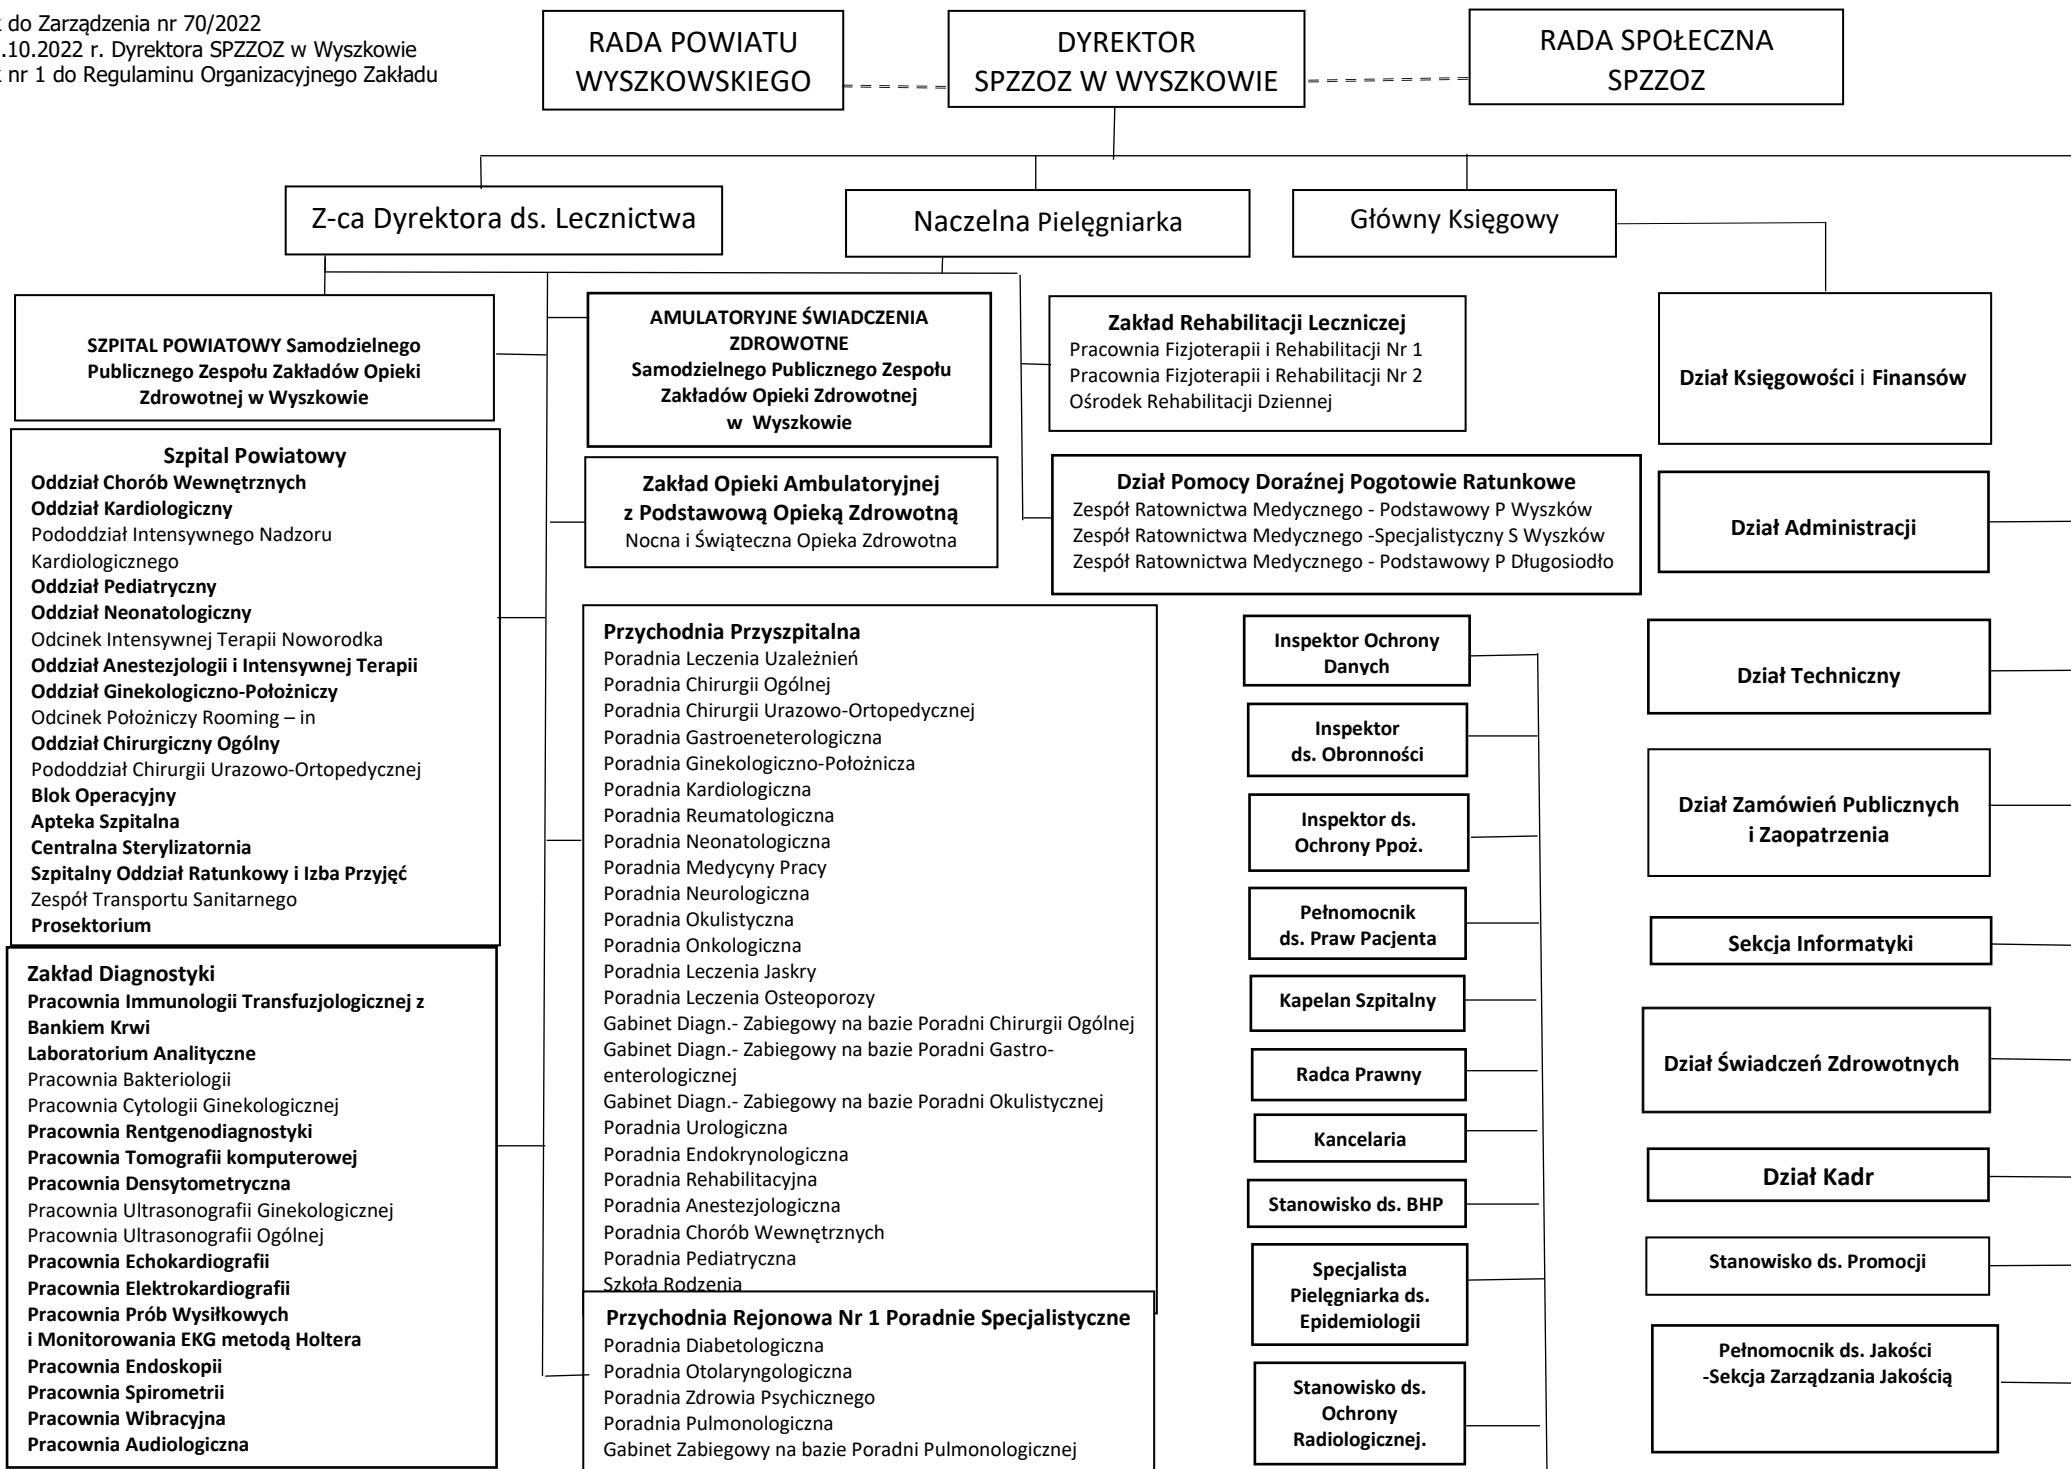 do Zarządzenia nr 70/2022
.10.2022 r. Dyrektora SPZZOZ w Wyszkowie
nr 1 do Regulaminu Organizacyjnego Zakładu
RADA POWIATU
WYSZKOWSKIEGO
DYREKTOR
SPZZOZ W WYSZKOWIE
RADA SPOŁECZNA
SPZZOZ
Z-ca Dyrektora ds. Lecznictwa
Naczelna Pielęgniarka
Główny Księgowy
SZPITAL POWIATOWY Samodzielnego
Publicznego Zespołu Zakładów Opieki
Zdrowotnej w Wyszkowie
Szpital Powiatowy
Oddział Chorób Wewnętrznych
Oddział Kardiologiczny
Pododdział Intensywnego Nadzoru
Kardiologicznego
Oddział Pediatryczny
Oddział Neonatologiczny
Odcinek Intensywnej Terapii Noworodka
Oddział Anestezjologii i Intensywnej Terapii
Oddział Ginekologiczno-Położniczy
Odcinek Położniczy Rooming – in
Oddział Chirurgiczny Ogólny
Pododdział Chirurgii Urazowo-Ortopedycznej
Blok Operacyjny
Apteka Szpitalna
Centralna Sterylizatornia
Szpitalny Oddział Ratunkowy i Izba Przyjęć
Zespół Transportu Sanitarnego
Prosektorium
Zakład Diagnostyki
Pracownia Immunologii Transfuzjologicznej z
Bankiem Krwi
Laboratorium Analityczne
Pracownia Bakteriologii
Pracownia Cytologii Ginekologicznej
Pracownia Rentgenodiagnostyki
Pracownia Tomografii komputerowej
Pracownia Densytometryczna
Pracownia Ultrasonografii Ginekologicznej
Pracownia Ultrasonografii Ogólnej
Pracownia Echokardiografii
Pracownia Elektrokardiografii
Pracownia Prób Wysiłkowych
i Monitorowania EKG metodą Holtera
Pracownia Endoskopii
Pracownia Spirometrii
Pracownia Wibracyjna
Pracownia Audiologiczna
AMULATORYJNE ŚWIADCZENIA
ZDROWOTNE
Samodzielnego Publicznego Zespołu
Zakładów Opieki Zdrowotnej
w Wyszkowie
Zakład Opieki Ambulatoryjnej
z Podstawową Opieką Zdrowotną
Nocna i Świąteczna Opieka Zdrowotna
Przychodnia Przyszpitalna
Poradnia Leczenia Uzależnień
Poradnia Chirurgii Ogólnej
Poradnia Chirurgii Urazowo-Ortopedycznej
Poradnia Gastroeneterologiczna
Poradnia Ginekologiczno-Położnicza
Poradnia Kardiologiczna
Poradnia Reumatologiczna
Poradnia Neonatologiczna
Poradnia Medycyny Pracy
Poradnia Neurologiczna
Poradnia Okulistyczna
Poradnia Onkologiczna
Poradnia Leczenia Jaskry
Poradnia Leczenia Osteoporozy
Gabinet Diagn.- Zabiegowy na bazie Poradni Chirurgii Ogólnej
Gabinet Diagn.- Zabiegowy na bazie Poradni Gastro-
enterologicznej
Gabinet Diagn.- Zabiegowy na bazie Poradni Okulistycznej
Poradnia Urologiczna
Poradnia Endokrynologiczna
Poradnia Rehabilitacyjna
Poradnia Anestezjologiczna
Poradnia Chorób Wewnętrznych
Poradnia Pediatryczna
Szkoła Rodzenia
Przychodnia Rejonowa Nr 1 Poradnie Specjalistyczne
Poradnia Diabetologiczna
Poradnia Otolaryngologiczna
Poradnia Zdrowia Psychicznego
Poradnia Pulmonologiczna
Gabinet Zabiegowy na bazie Poradni Pulmonologicznej
Zakład Rehabilitacji Leczniczej
Pracownia Fizjoterapii i Rehabilitacji Nr 1
Pracownia Fizjoterapii i Rehabilitacji Nr 2
Ośrodek Rehabilitacji Dziennej
Dział Pomocy Doraźnej Pogotowie Ratunkowe
Zespół Ratownictwa Medycznego - Podstawowy P Wyszków
Zespół Ratownictwa Medycznego -Specjalistyczny S Wyszków
Zespół Ratownictwa Medycznego - Podstawowy P Długosiodło
Inspektor Ochrony
Danych
Inspektor
ds. Obronności
Inspektor ds.
Ochrony Ppoż.
Pełnomocnik
ds. Praw Pacjenta
Kapelan Szpitalny
Radca Prawny
Kancelaria
Stanowisko ds. BHP
Specjalista
Pielęgniarka ds.
Epidemiologii
Stanowisko ds.
Ochrony
Radiologicznej.
Dział Księgowości i Finansów
Dział Administracji
Dział Techniczny
Dział Zamówień Publicznych
i Zaopatrzenia
Sekcja Informatyki
Dział Świadczeń Zdrowotnych
Dział Kadr
Stanowisko ds. Promocji
Pełnomocnik ds. Jakości
-Sekcja Zarządzania Jakością